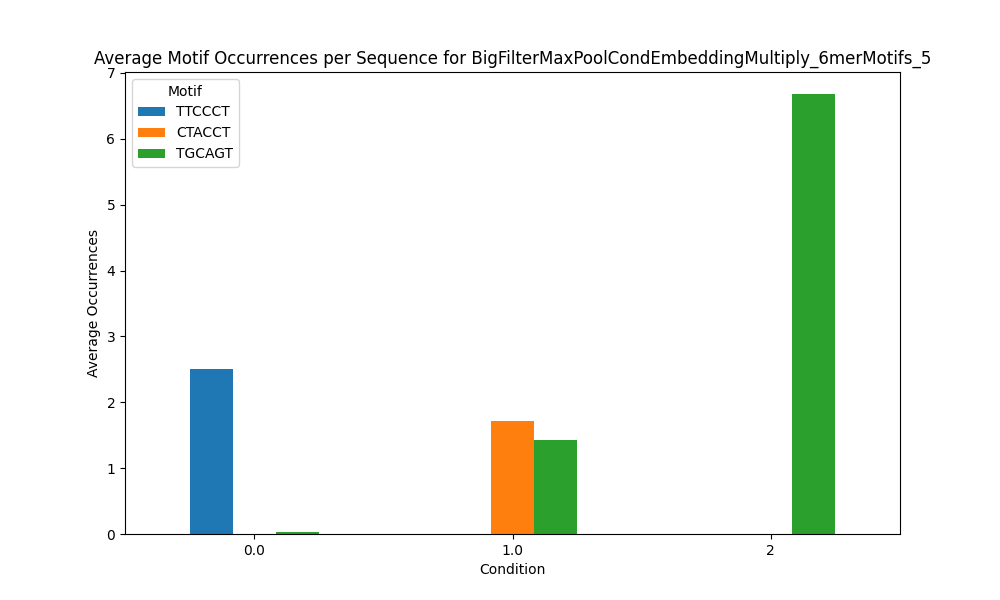 Average Motif Occurrences per Sequence for BigFilterMaxPoolCondEmbeddingMultiply_6merMotifs_5
Motif
TTCCCT
CTACCT
TGCAGT
Average Occurrences
7
6
5
4
3
2
1
0
0.0 1.0 2
Condition